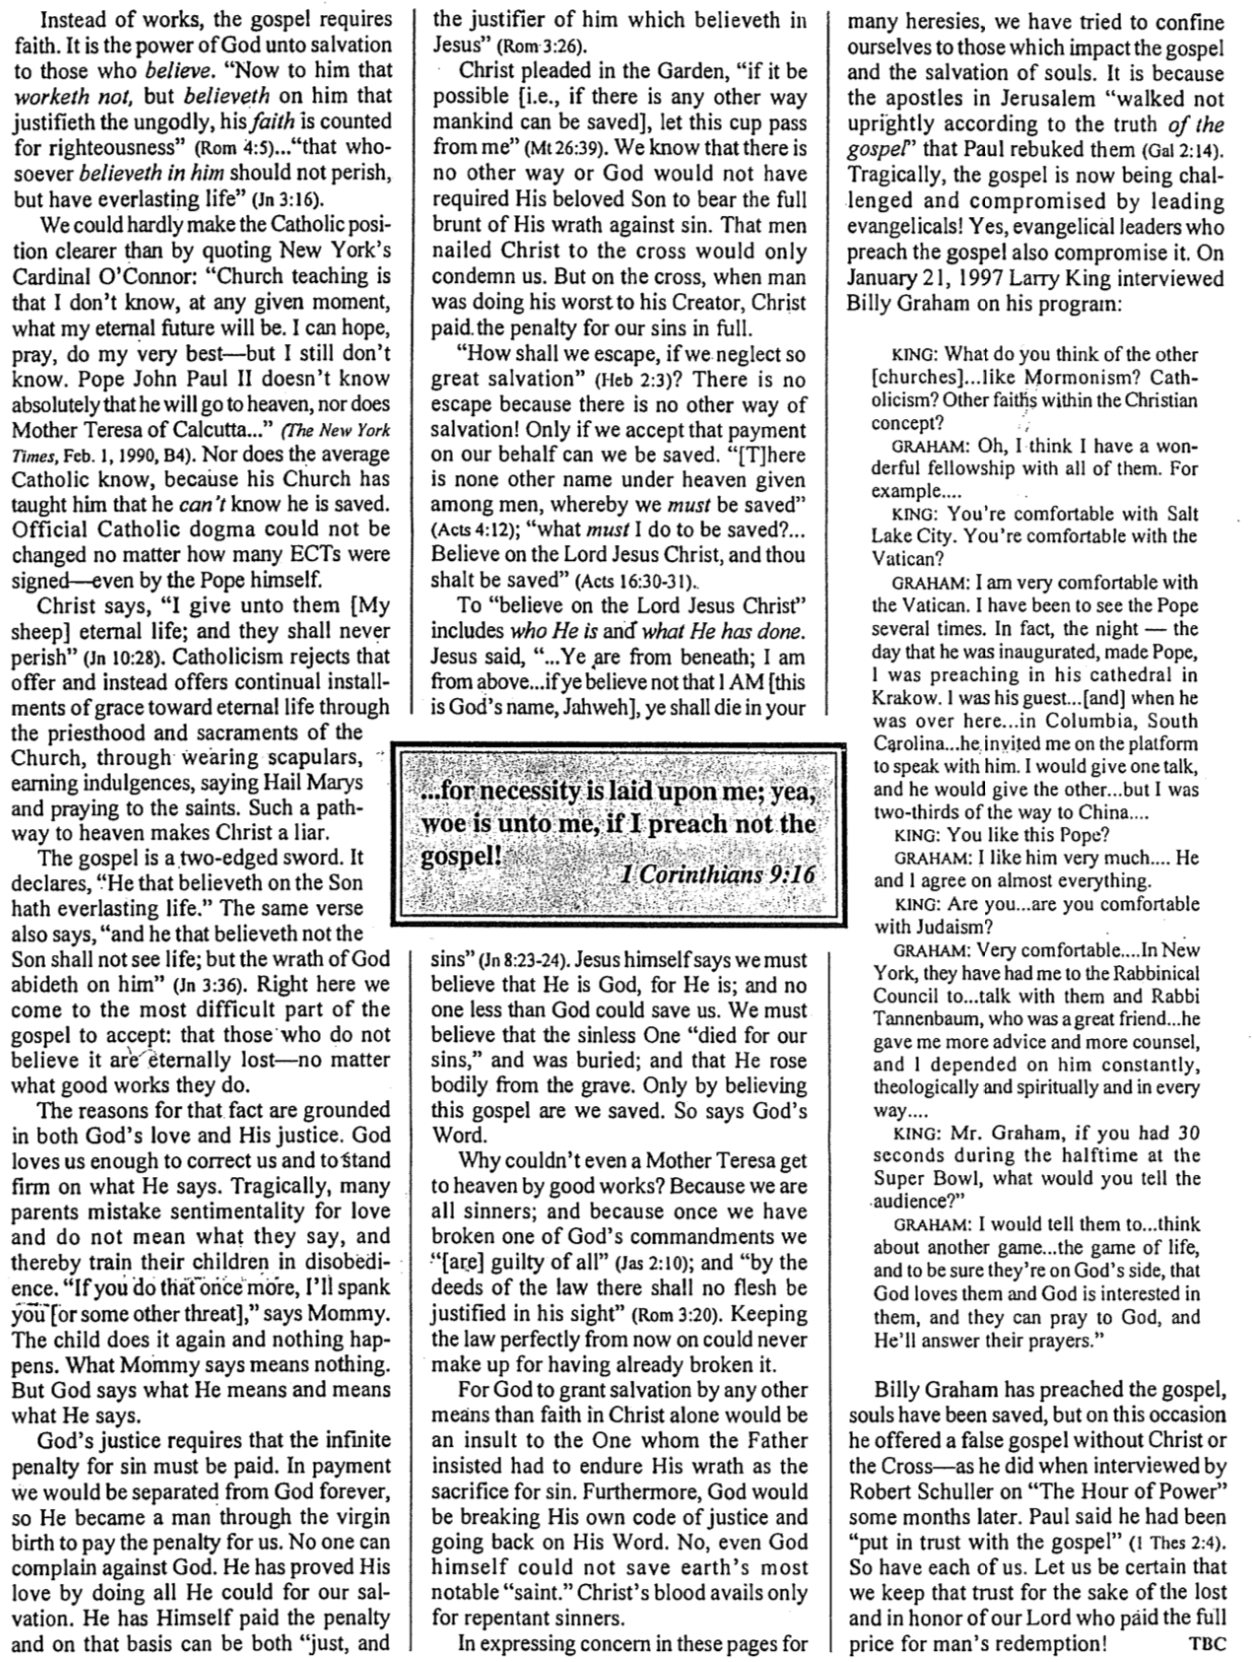 Instead of works, the gospel requires
faith. It is the power of God unto salvation
to those who believe. “Now to him that
worketh not, but believeth on him that
justifieth the ungodly, his faith is counted
for righteousness” (Rom 4:5)...“that who-
soever believeth in him should not perish,
but have everlasting life” (Jn 3:16).
We could hardly make the Catholic posi-
tion clearer than by quoting New York’s
Cardinal O’Connor: “Church teaching is
that I don’t know, at any given moment,
what my eternal future will be. I can hope,
pray, do my very best—but I still don’t
know. Pope John Paul II doesn’t know
absolutely that he will go to heaven, nor does
Mother Teresa of Calcutta...” (The New York
Times, Feb. 1, 1990, B4). Nor does the average
Catholic know, because his Church has
taught him that he can’t know he is saved.
Official Catholic dogma could not be
changed no matter how many ECTs were
signed—even by the Pope himself.
Christ says, “I give unto them [My
sheep] eternal life; and they shall never
perish” (Jn 10:28). Catholicism rejects that
offer and instead offers continual install-
ments of grace toward eternal life through
the priesthood and sacraments of the
Church, through wearing scapulars,
earning indulgences, saying Hail Marys
and praying to the saints. Such a path-
way to heaven makes Christ a liar.
The gospel is a two-edged sword. It
declares, “He that believeth on the Son
hath everlasting life.” The same verse
also says, “and he that believeth not the
Son shall not see life; but the wrath of God
abideth on him” (Jn 3:36). Right here we
come to the most difficult part of the
gospel to accept: that those who do not
believe it are eternally lost—no matter
what good works they do.
The reasons for that fact are grounded
in both God’s love and His justice. God
loves us enough to correct us and to stand
firm on what He says. Tragically, many
parents mistake sentimentality for love
and do not mean what they say, and
thereby train their children in disobedi-
ence. “If you do that once more, I’ll spank
you [or some other threat],” says Mommy.
The child does it again and nothing hap-
pens. What Mommy says means nothing.
But God says what He means and means
what He says.
God’s justice requires that the infinite
penalty for sin must be paid. In payment
we would be separated from God forever,
so He became a man through the virgin
birth to pay the penalty for us. No one can
complain against God. He has proved His
love by doing all He could for our sal-
vation. He has Himself paid the penalty
and on that basis can be both “just, and
the justifier of him which believeth in
Jesus” (Rom 3:26).
Christ pleaded in the Garden, “if it be
possible [i.e., if there is any other way
mankind can be saved], let this cup pass
from me” (Mt 26:39). We know that there is
no other way or God would not have
required His beloved Son to bear the full
brunt of His wrath against sin. That men
nailed Christ to the cross would only
condemn us. But on the cross, when man
was doing his worst to his Creator, Christ
paid the penalty for our sins in full.
“How shall we escape, if we neglect so
great salvation” (Heb 2:3)? There is no
escape because there is no other way of
salvation! Only if we accept that payment
on our behalf can we be saved. “[T]here
is none other name under heaven given
among men, whereby we must be saved”
(Acts 4:12); “what must I do to be saved?...
Believe on the Lord Jesus Christ, and thou
shalt be saved” (Acts 16:30-31).
To “believe on the Lord Jesus Christ”
includes who He is and what He has done.
Jesus said, “...Ye are from beneath; I am
from above...if ye believe not that I AM [this
is God’s name, Jahweh], ye shall die in your
...for necessity is laid upon me; yea,
woe is unto me, if I preach not the
gospel!
1 Corinthians 9:16
sins” (Jn 8:23-24). Jesus himself says we must
believe that He is God, for He is; and no
one less than God could save us. We must
believe that the sinless One “died for our
sins,” and was buried; and that He rose
bodily from the grave. Only by believing
this gospel are we saved. So says God’s
Word.
Why couldn’t even a Mother Teresa get
to heaven by good works? Because we are
all sinners; and because once we have
broken one of God’s commandments we
“[are] guilty of all” (Jas 2:10); and “by the
deeds of the law there shall no flesh be
justified in his sight” (Rom 3:20). Keeping
the law perfectly from now on could never
make up for having already broken it.
For God to grant salvation by any other
means than faith in Christ alone would be
an insult to the One whom the Father
insisted had to endure His wrath as the
sacrifice for sin. Furthermore, God would
be breaking His own code of justice and
going back on His Word. No, even God
himself could not save earth’s most
notable “saint.” Christ’s blood avails only
for repentant sinners.
In expressing concern in these pages for
many heresies, we have tried to confine
ourselves to those which impact the gospel
and the salvation of souls. It is because
the apostles in Jerusalem “walked not
uprightly according to the truth of the
gospel” that Paul rebuked them (Gal 2:14).
Tragically, the gospel is now being chal-
lenged and compromised by leading
evangelicals! Yes, evangelical leaders who
preach the gospel also compromise it. On
January 21, 1997 Larry King interviewed
Billy Graham on his program:
KING: What do you think of the other
[churches]...like Mormonism? Cath-
olicism? Other faiths within the Christian
concept?
GRAHAM: Oh, I think I have a won-
derful fellowship with all of them. For
example....
KING: You’re comfortable with Salt
Lake City. You’re comfortable with the
Vatican?
GRAHAM: I am very comfortable with
the Vatican. I have been to see the Pope
several times. In fact, the night — the
day that he was inaugurated, made Pope,
I was preaching in his cathedral in
Krakow. I was his guest...[and] when he
was over here...in Columbia, South
Carolina...he invited me on the platform
to speak with him. I would give one talk,
and he would give the other...but I was
two-thirds of the way to China....
KING: You like this Pope?
GRAHAM: I like him very much.... He
and I agree on almost everything.
KING: Are you...are you comfortable
with Judaism?
GRAHAM: Very comfortable....In New
York, they have had me to the Rabbinical
Council to...talk with them and Rabbi
Tannenbaum, who was a great friend...he
gave me more advice and more counsel,
and I depended on him constantly,
theologically and spiritually and in every
way....
KING: Mr. Graham, if you had 30
seconds during the halftime at the
Super Bowl, what would you tell the
audience?”
GRAHAM: I would tell them to...think
about another game...the game of life,
and to be sure they’re on God’s side, that
God loves them and God is interested in
them, and they can pray to God, and
He’ll answer their prayers.”
Billy Graham has preached the gospel,
souls have been saved, but on this occasion
he offered a false gospel without Christ or
the Cross—as he did when interviewed by
Robert Schuller on “The Hour of Power”
some months later. Paul said he had been
“put in trust with the gospel” (1 Thes 2:4).
So have each of us. Let us be certain that
we keep that trust for the sake of the lost
and in honor of our Lord who paid the full
price for man’s redemption! TBC